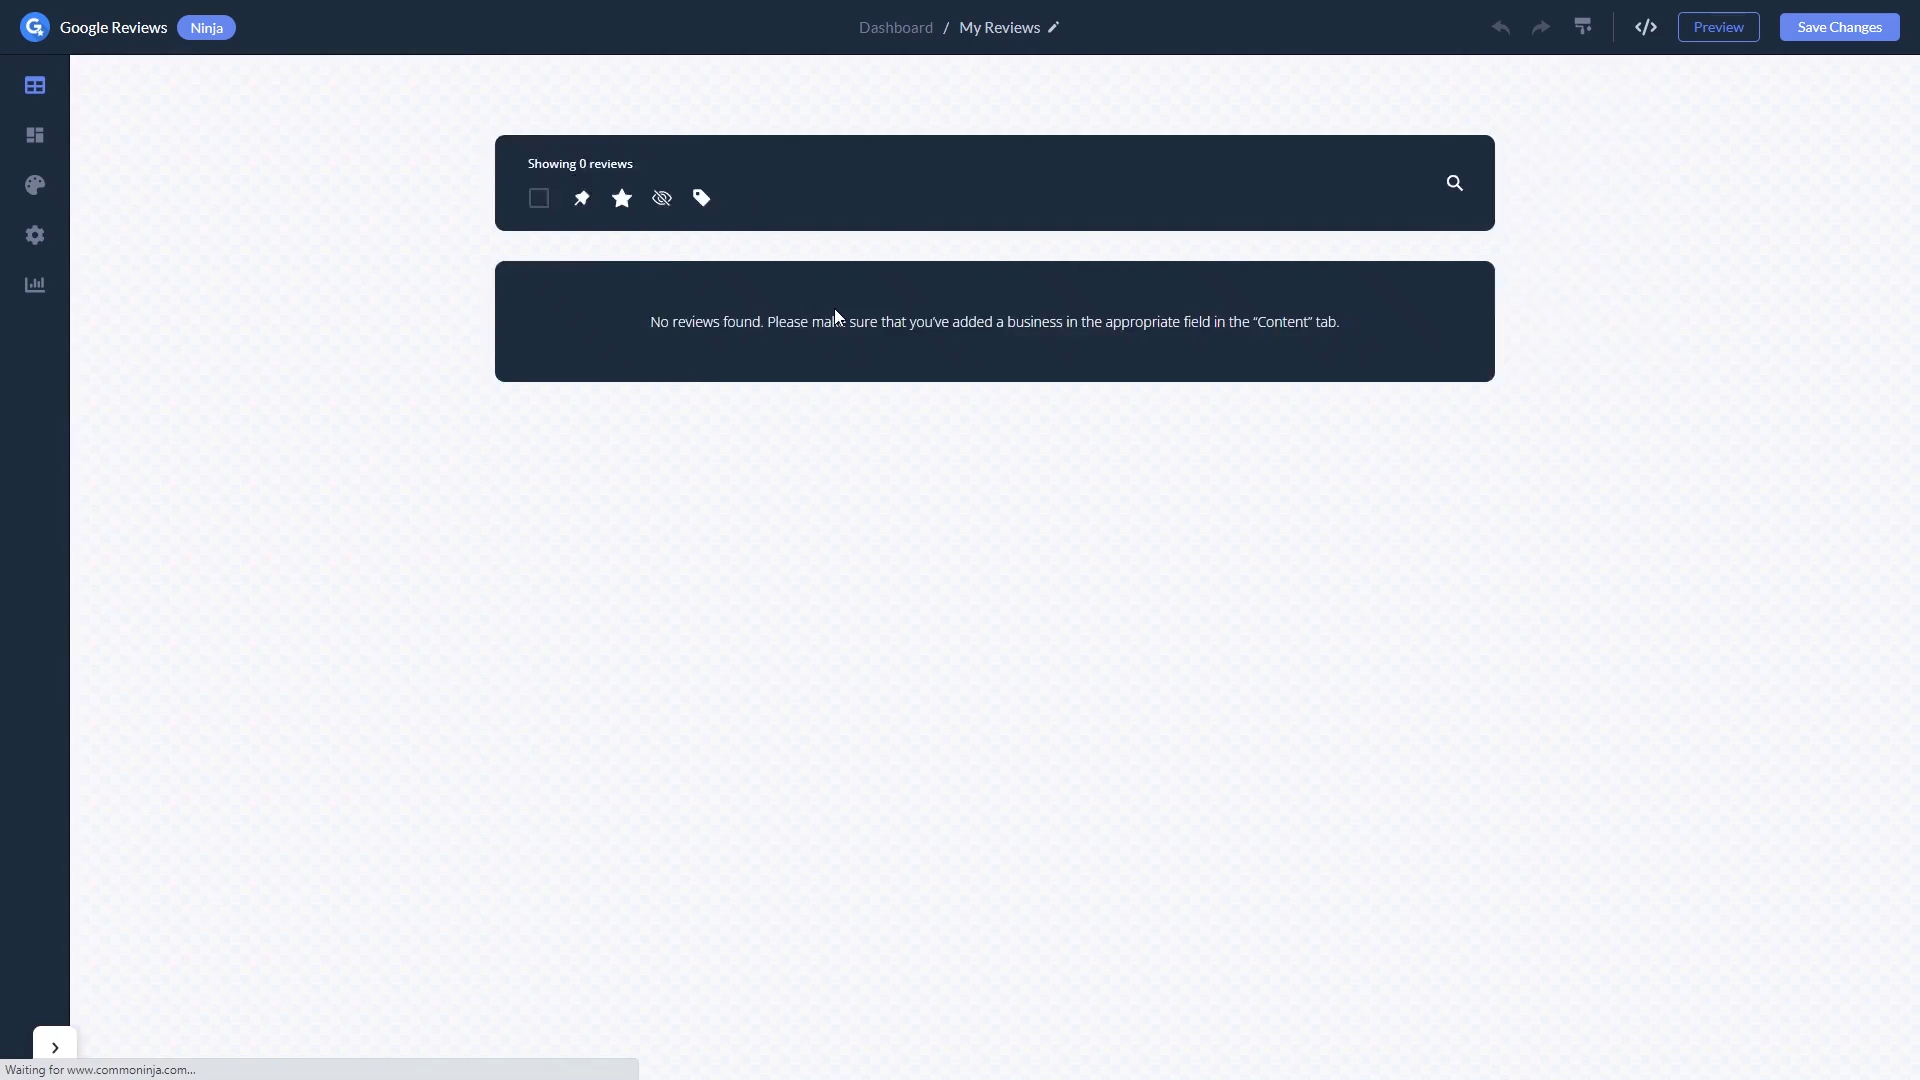 Google Reviews Ninja
Dashboard / My Reviews
Preview
Save Changes
Showing 0 reviews
No reviews found. Please make sure that you've added a business in the appropriate field in the “Content” tab.
Waiting for www.commoninja.com...